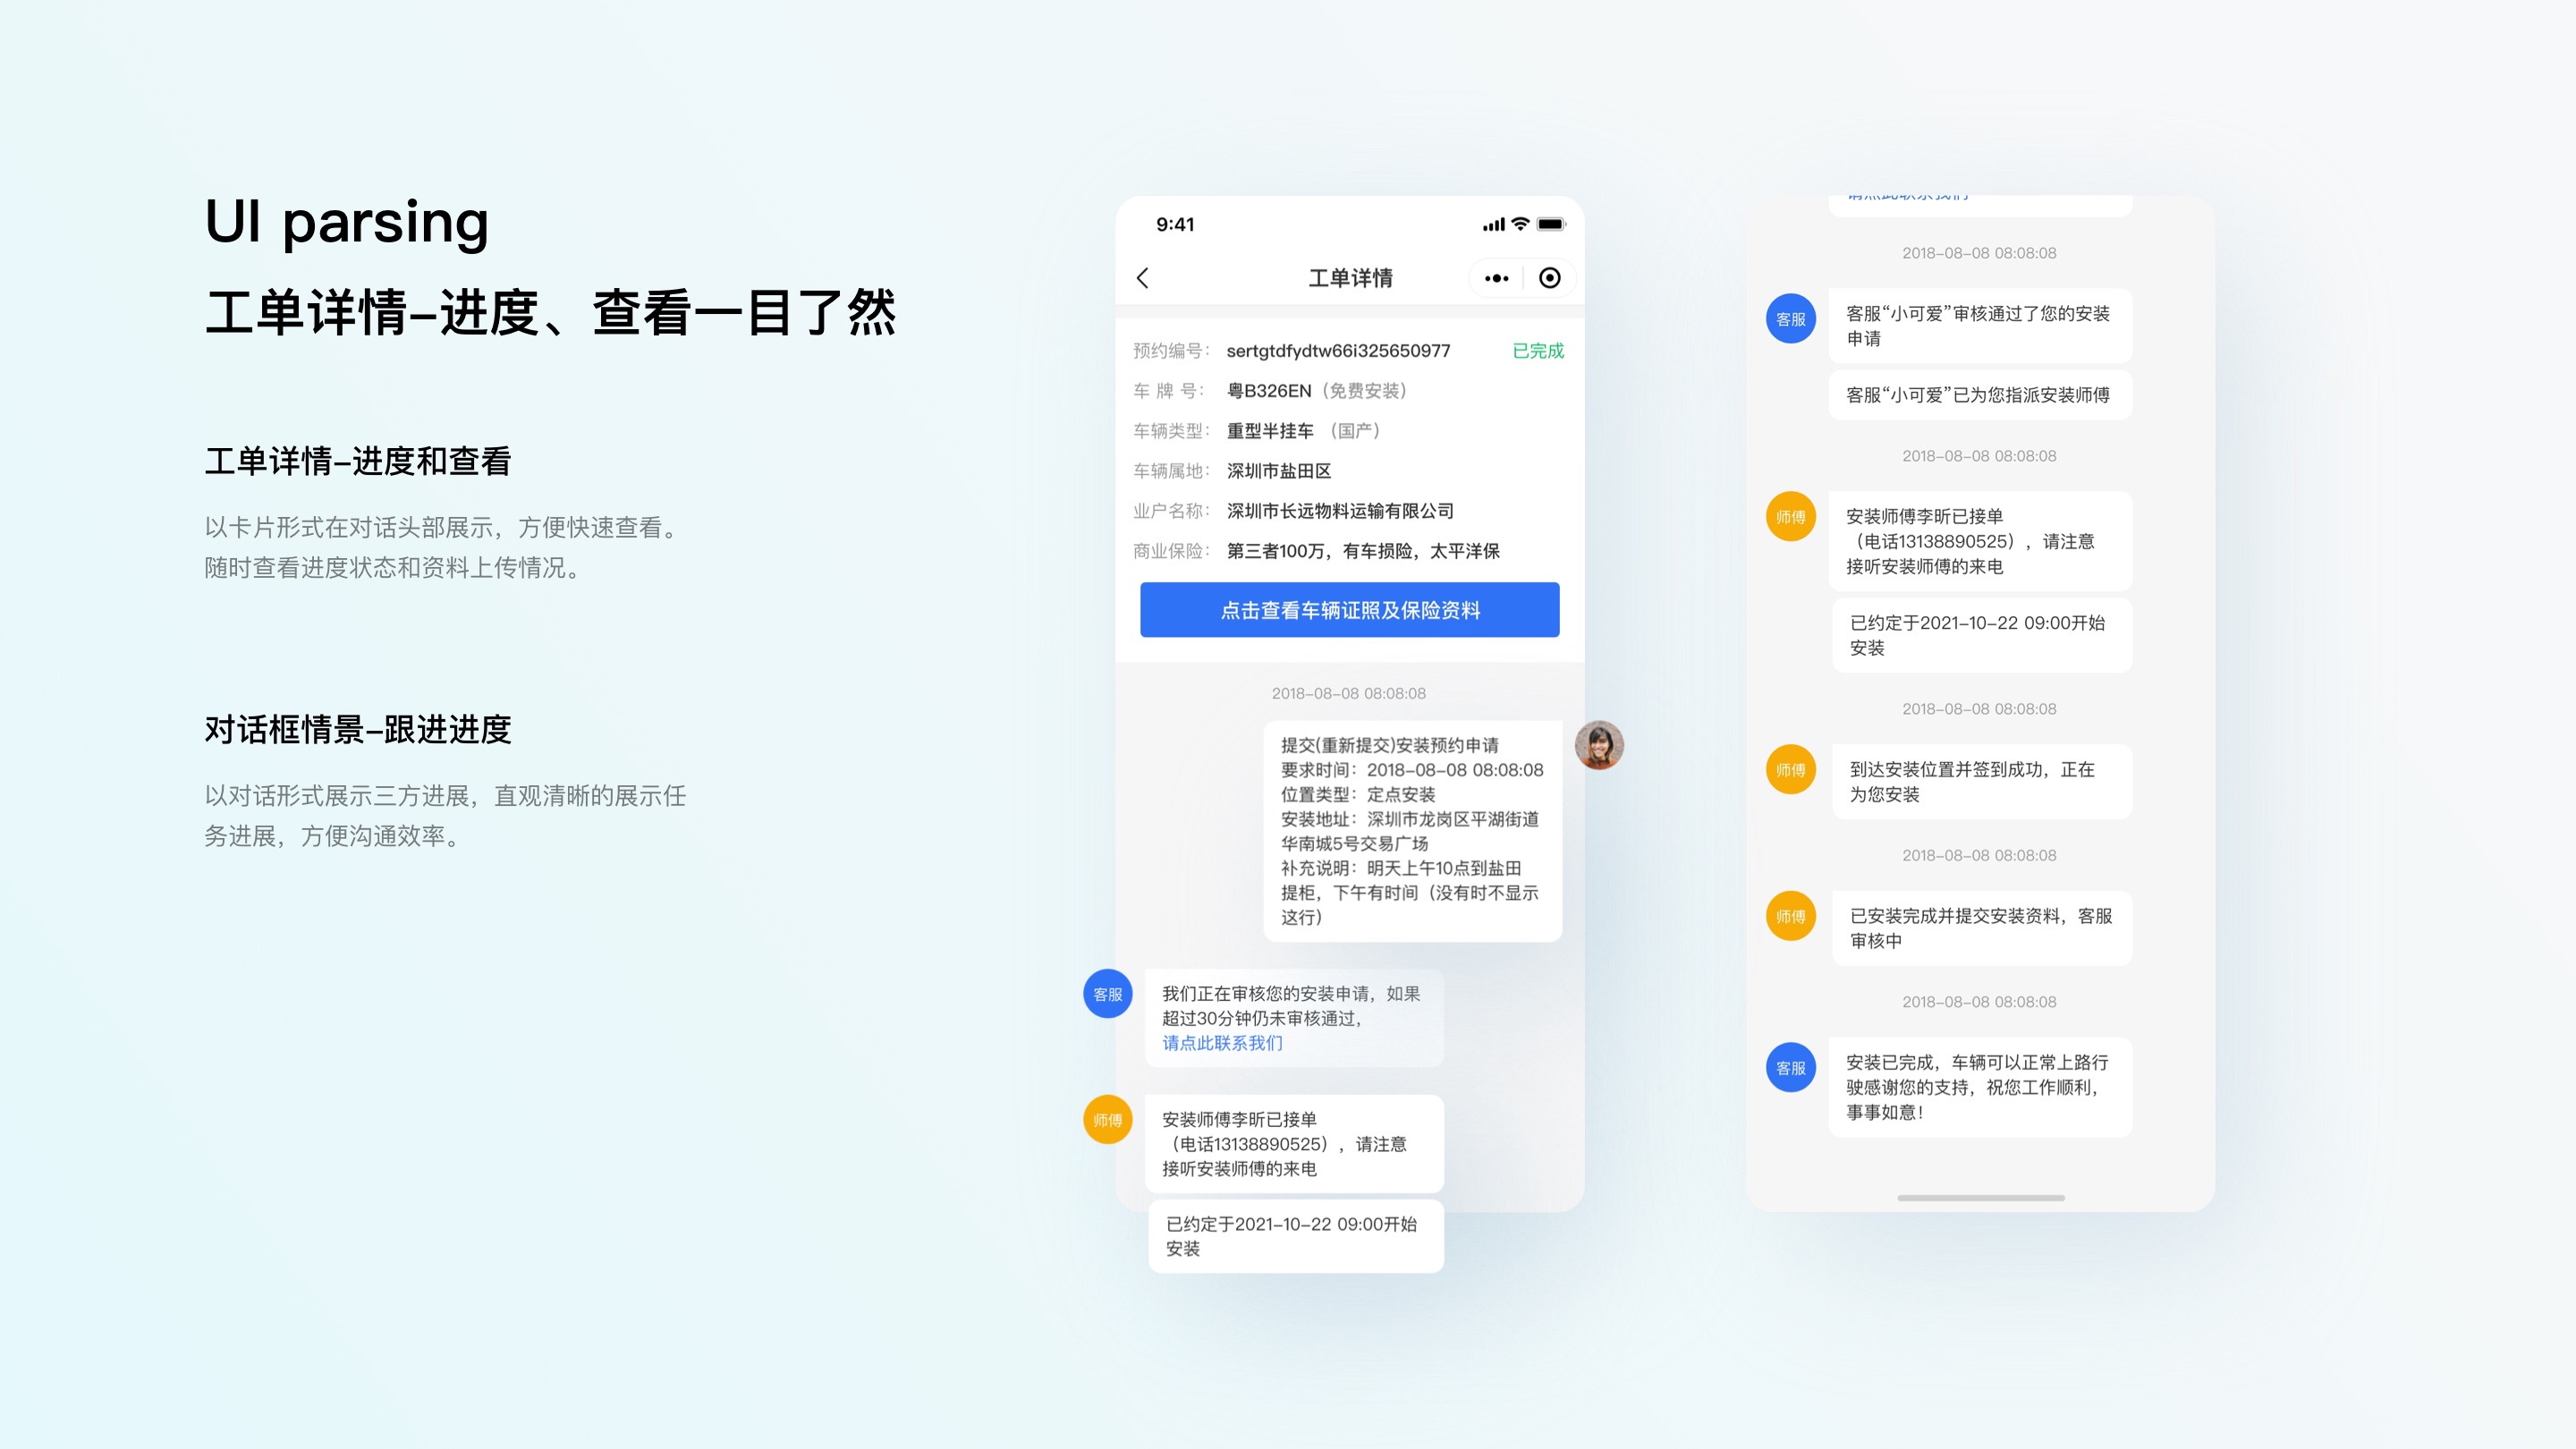 UI parsing
工单详情–进度、查看一目了然
工单详情–进度和查看
以卡片形式在对话头部展示，方便快速查看。
随时查看进度状态和资料上传情况。
对话框情景–跟进进度
以对话形式展示三方进展，直观清晰的展示任
务进展，方便沟通效率。
9:41
工单详情
预约编号： sertgtdfydtw66i325650977 已完成
车 牌 号： 粤B326EN（免费安装）
车辆类型： 重型半挂车 （国产）
车辆属地： 深圳市盐田区
业户名称： 深圳市长远物料运输有限公司
商业保险： 第三者100万，有车损险，太平洋保
点击查看车辆证照及保险资料
2018–08–08 08:08:08
提交(重新提交)安装预约申请
要求时间：2018–08–08 08:08:08
位置类型：定点安装
安装地址：深圳市龙岗区平湖街道
华南城5号交易广场
补充说明：明天上午10点到盐田
提柜，下午有时间（没有时不显示
这行）
客服
我们正在审核您的安装申请，如果
超过30分钟仍未审核通过，
请点此联系我们
师傅
安装师傅李昕已接单
（电话13138890525），请注意
接听安装师傅的来电
已约定于2021–10–22 09:00开始
安装
请点此联系我们
2018–08–08 08:08:08
客服
客服“小可爱”审核通过了您的安装
申请
客服“小可爱”已为您指派安装师傅
2018–08–08 08:08:08
师傅
安装师傅李昕已接单
（电话13138890525），请注意
接听安装师傅的来电
已约定于2021–10–22 09:00开始
安装
2018–08–08 08:08:08
师傅
到达安装位置并签到成功，正在
为您安装
2018–08–08 08:08:08
师傅
已安装完成并提交安装资料，客服
审核中
2018–08–08 08:08:08
客服
安装已完成，车辆可以正常上路行
驶感谢您的支持，祝您工作顺利，
事事如意！